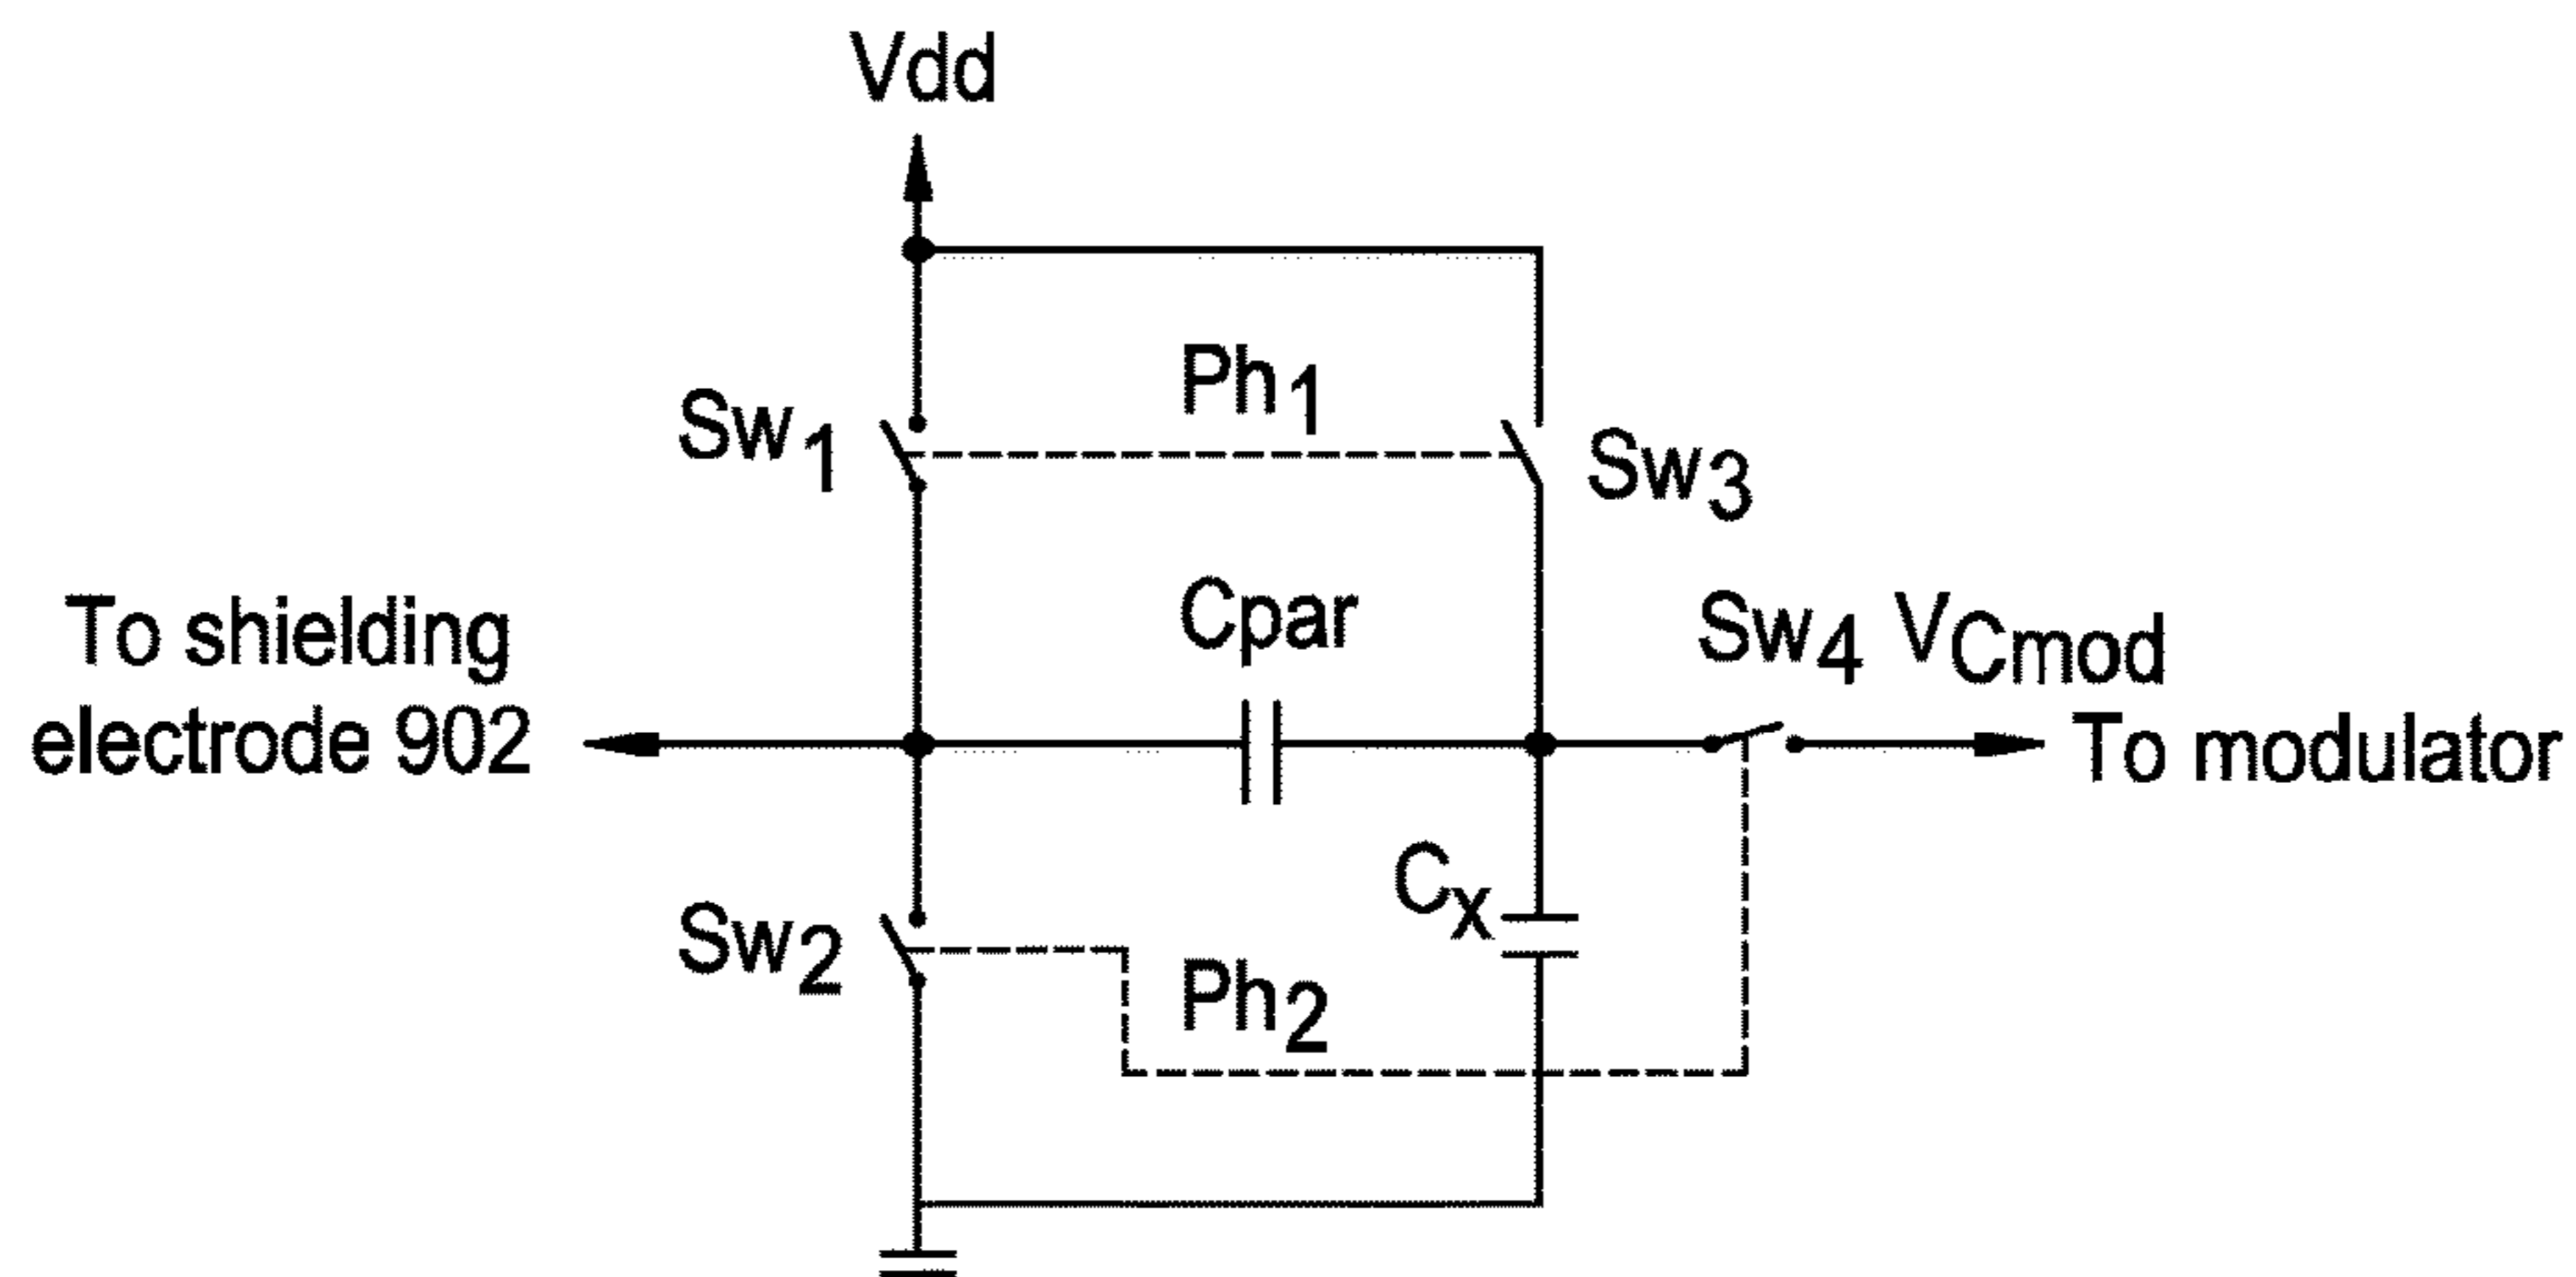 Vdd
Ph1
Sw1
Sw3
Cpar
To shielding
electrode 902
Sw4 VCmod
To modulator
Cx
Sw2
Ph2